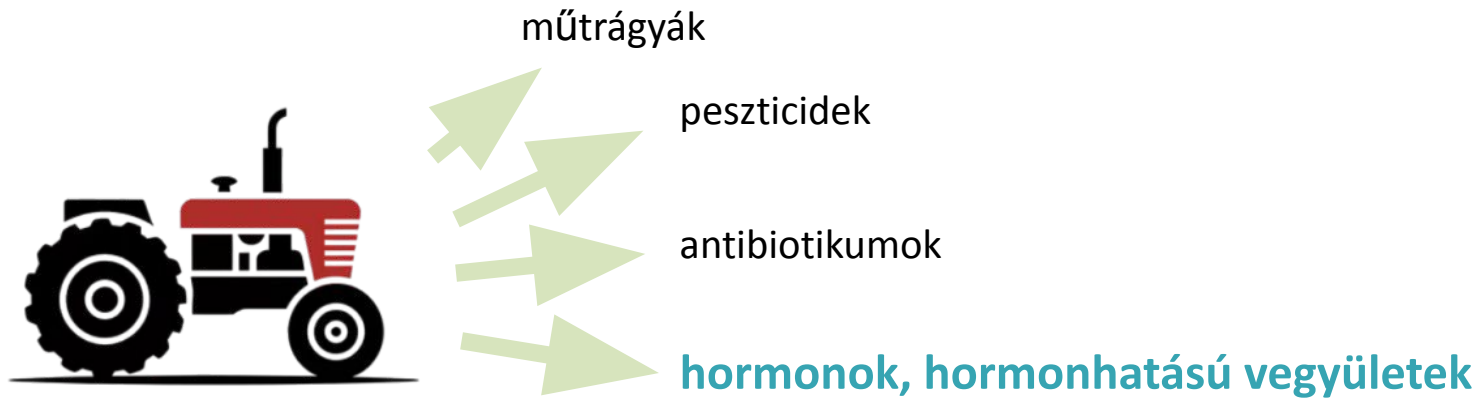 műtrágyák
peszticidek
antibiotikumok
hormonok, hormonhatású vegyületek